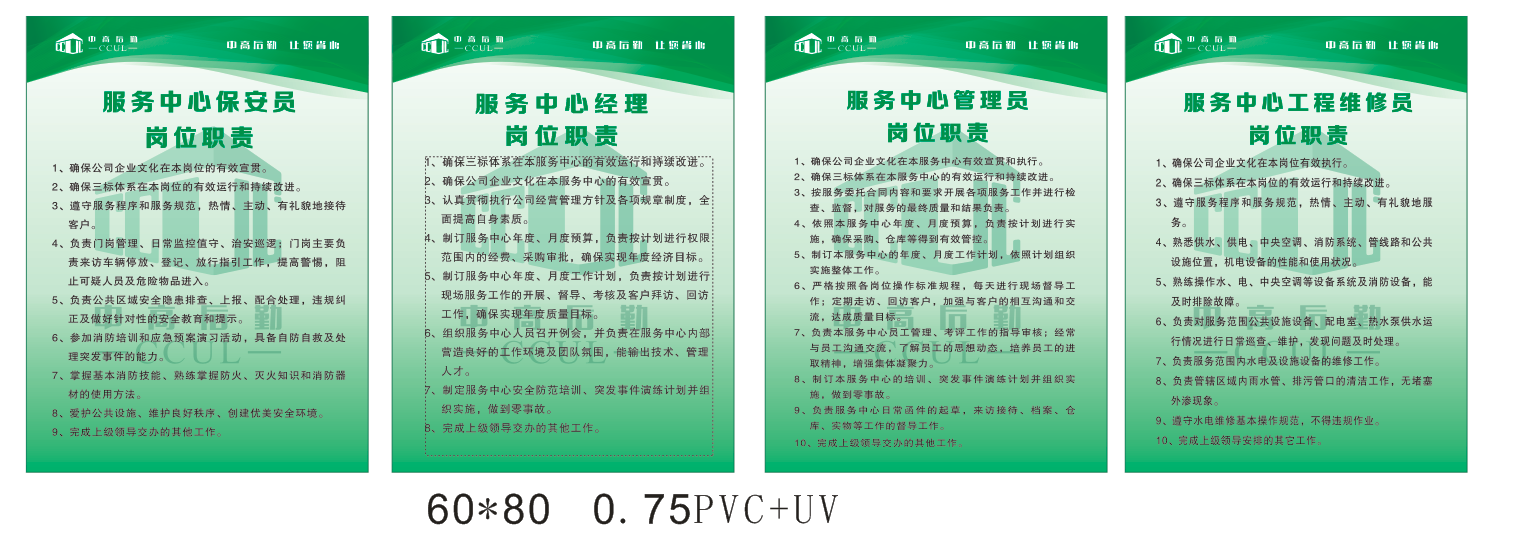 中高后勤
CCUL
中高后勤 让您省心
服务中心保安员
岗位职责
1、确保公司企业文化在本岗位的有效宣贯。
2、确保三标体系在本岗位的有效运行和持续改进。
3、遵守服务程序和服务规范，热情、主动、有礼貌地接待
客户。
4、负责门岗管理、日常监控值守、治安巡逻；门岗主要负
责来访车辆停放、登记、放行指引工作，提高警惕，阻
止可疑人员及危险物品进入。
5、负责公共区域安全隐患排查、上报、配合处理，违规纠
正及做好针对性的安全教育和提示。
6、参加消防培训和应急预案演习活动，具备自防自救及处
理突发事件的能力。
7、掌握基本消防技能、熟练掌握防火、灭火知识和消防器
材的使用方法。
8、爱护公共设施、维护良好秩序、创建优美安全环境。
9、完成上级领导交办的其他工作。
中高后勤
CCUL
中高后勤
CCUL
中高后勤 让您省心
服务中心经理
岗位职责
1、确保三标体系在本服务中心的有效运行和持续改进。
2、确保公司企业文化在本服务中心的有效宣贯。
3、认真贯彻执行公司经营管理方针及各项规章制度，全
面提高自身素质。
4、制订服务中心年度、月度预算，负责按计划进行权限
范围内的经费、采购审批，确保实现年度经济目标。
5、制订服务中心年度、月度工作计划，负责按计划进行
现场服务工作的开展、督导、考核及客户拜访、回访
工作，确保实现年度质量目标。
6、组织服务中心人员召开例会，并负责在服务中心内部
营造良好的工作环境及团队氛围，能输出技术、管理
人才。
7、制定服务中心安全防范培训、突发事件演练计划并组
织实施，做到零事故。
8、完成上级领导交办的其他工作。
中高后勤
CCUL
中高后勤
CCUL
中高后勤 让您省心
服务中心管理员
岗位职责
1、确保公司企业文化在本服务中心有效宣贯和执行。
2、确保三标体系在本服务中心的有效运行和持续改进。
3、按服务委托合同内容和要求开展各项服务工作并进行检
查、监督，对服务的最终质量和结果负责。
4、依照本服务中心年度、月度预算，负责按计划进行实
施，确保采购、仓库等得到有效管控。
5、制订本服务中心的年度、月度工作计划，依照计划组织
实施整体工作。
6、严格按照各岗位操作标准规程，每天进行现场督导工
作；定期走访、回访客户，加强与客户的相互沟通和交
流，达成质量目标。
7、负责本服务中心员工管理、考评工作的指导审核；经常
与员工沟通交流，了解员工的思想动态，培养员工的进
取精神，增强集体凝聚力。
8、制订本服务中心的培训、突发事件演练计划并组织实
施，做到零事故。
9、负责服务中心日常函件的起草，来访接待、档案、仓
库、实物等工作的督导工作。
10、完成上级领导交办的其他工作。
中高后勤
CCUL
中高后勤
CCUL
中高后勤 让您省心
服务中心工程维修员
岗位职责
1、确保公司企业文化在本岗位有效执行。
2、确保三标体系在本岗位的有效运行和持续改进。
3、遵守服务程序和服务规范，热情、主动、有礼貌地服
务。
4、熟悉供水、供电、中央空调、消防系统、管线路和公共
设施位置，机电设备的性能和使用状况。
5、熟练操作水、电、中央空调等设备系统及消防设备，能
及时排除故障。
6、负责对服务范围公共设施设备、配电室、热水泵供水运
行情况进行日常巡查、维护，发现问题及时处理。
7、负责服务范围内水电及设施设备的维修工作。
8、负责管辖区域内雨水管、排污管口的清洁工作，无堵塞
外渗现象。
9、遵守水电维修基本操作规范，不得违规作业。
10、完成上级领导安排的其它工作。
中高后勤
CCUL
60*80 0.75PVC+UV